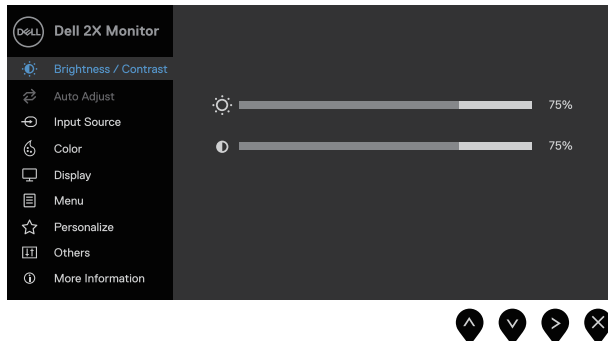 DELL
Dell 2X Monitor
Brightness / Contrast
Auto Adjust
Input Source
Color
Display
Menu
Personalize
Others
More Information
75%
75%